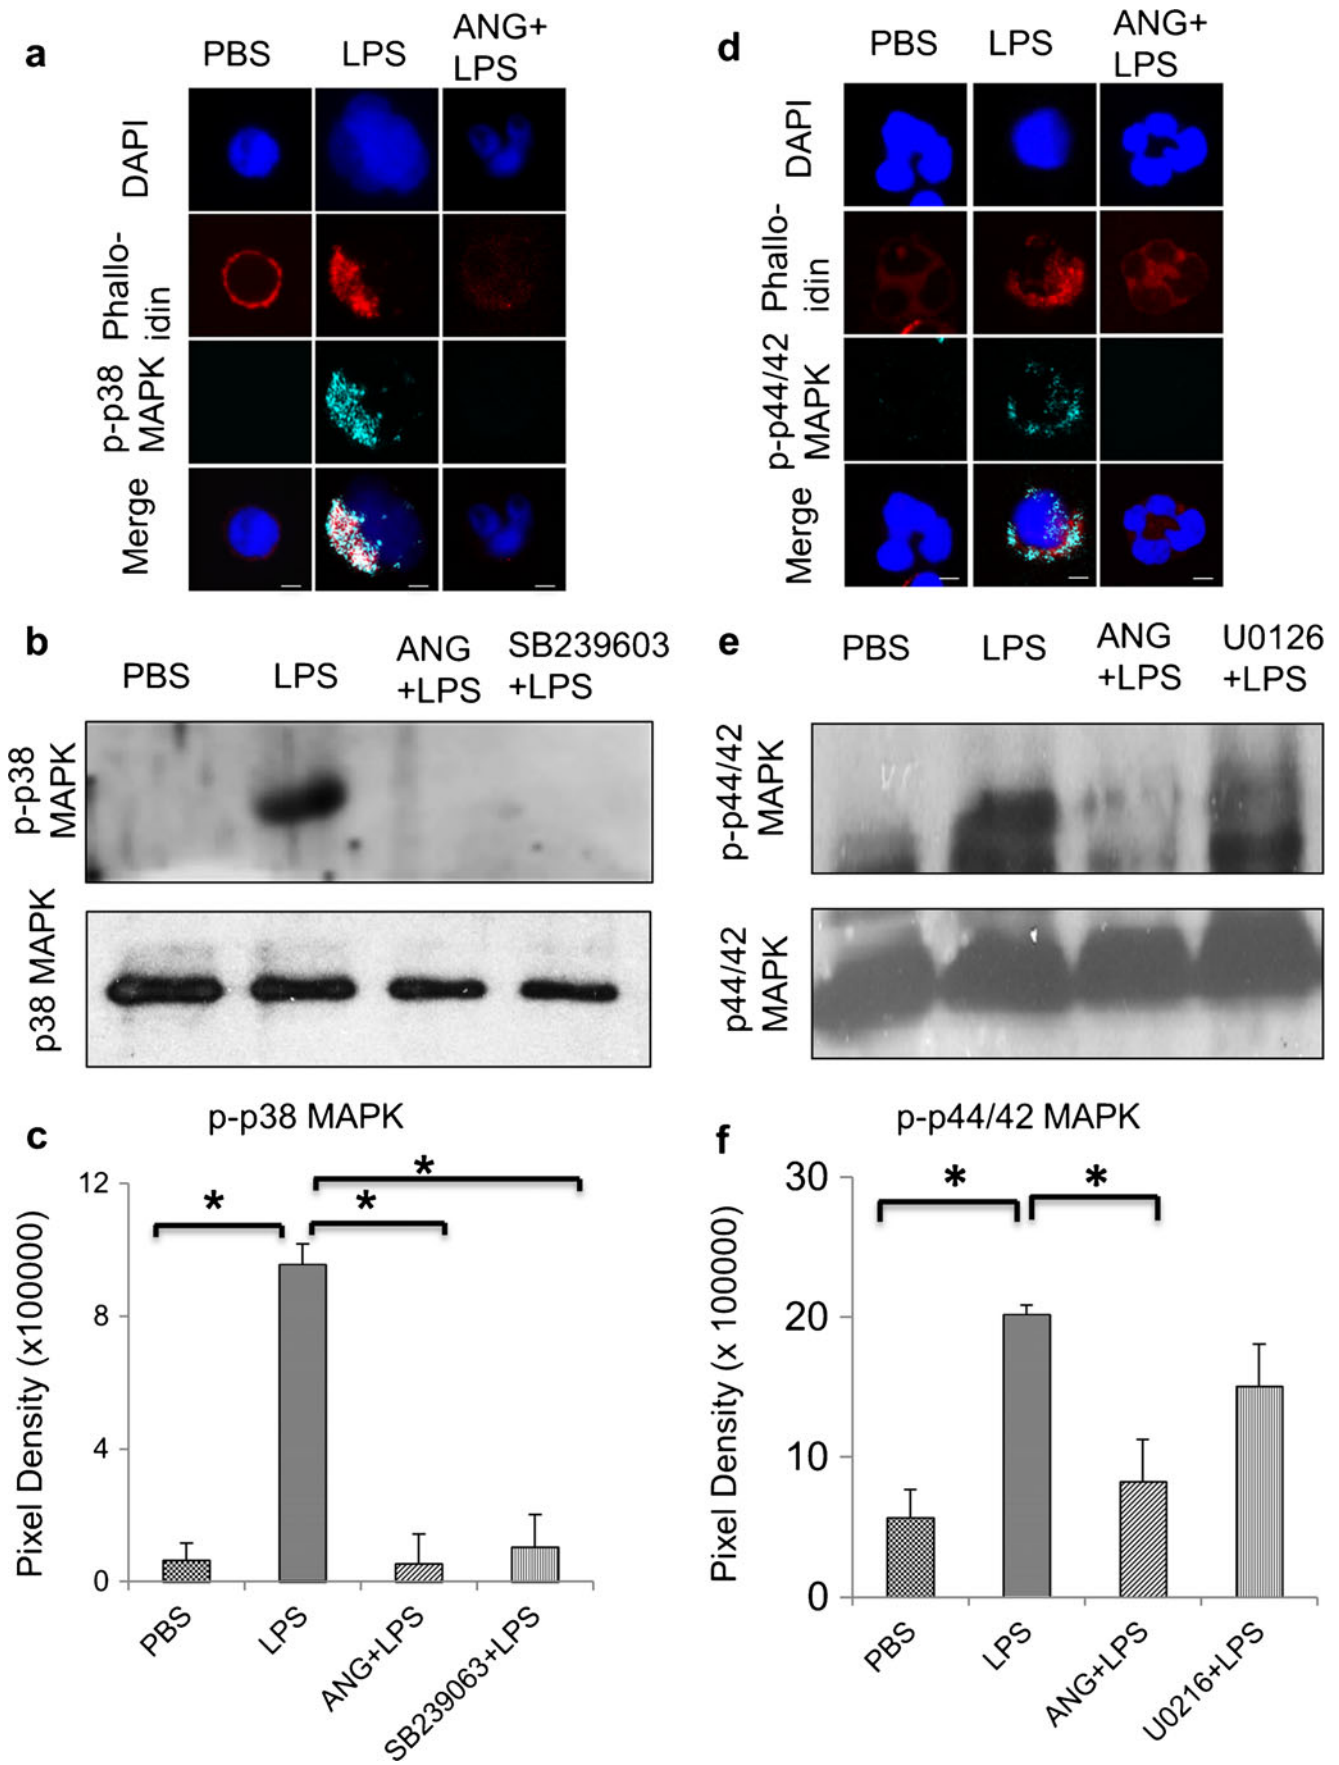 a
PBS
LPS
ANG+
LPS
DAPI
Phallo-
idin
p-p38
MAPK
Merge
d
PBS
LPS
ANG+
LPS
DAPI
Phallo-
idin
p-p44/42
MAPK
Merge
b
PBS
LPS
ANG
+LPS
SB239603
+LPS
p-p38
MAPK
p38 MAPK
e
PBS
LPS
ANG
+LPS
U0126
+LPS
p-p44/42
MAPK
p44/42
MAPK
c
p-p38 MAPK
Pixel Density (x100000)
12
8
4
0
*
*
*
PBS
LPS
ANG+LPS
SB239063+LPS
f
p-p44/42 MAPK
Pixel Density (x 100000)
30
20
10
0
*
*
PBS
LPS
ANG+LPS
U0216+LPS